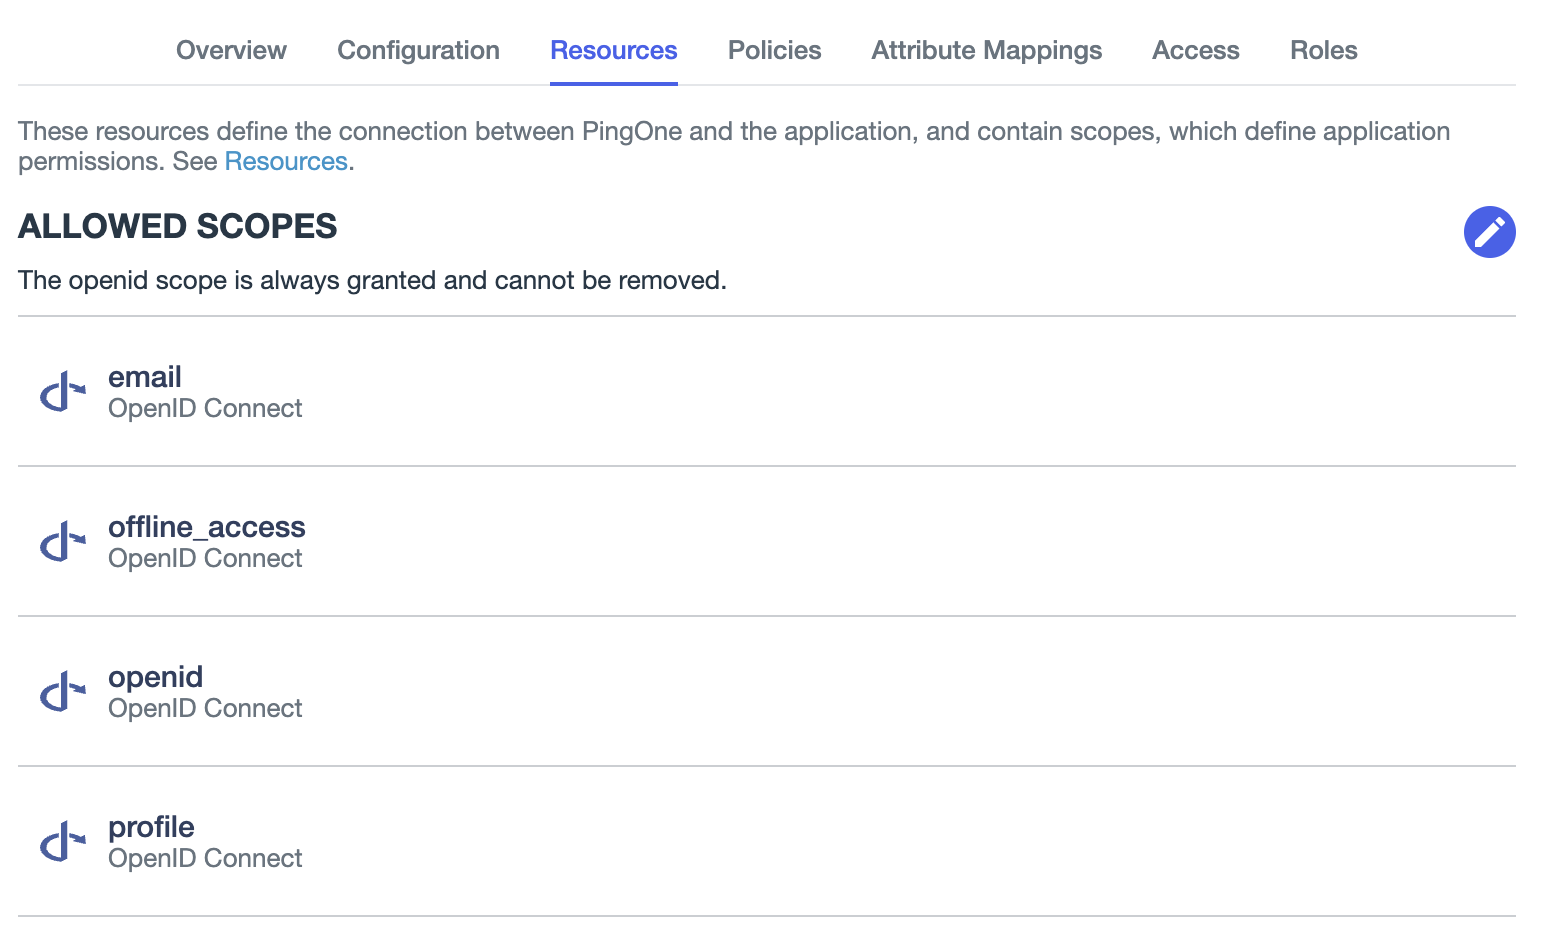 Overview Configuration Resources Policies Attribute Mappings Access Roles
These resources define the connection between PingOne and the application, and contain scopes, which define application
permissions. See Resources.
ALLOWED SCOPES
The openid scope is always granted and cannot be removed.
email
OpenID Connect
offline_access
OpenID Connect
openid
OpenID Connect
profile
OpenID Connect